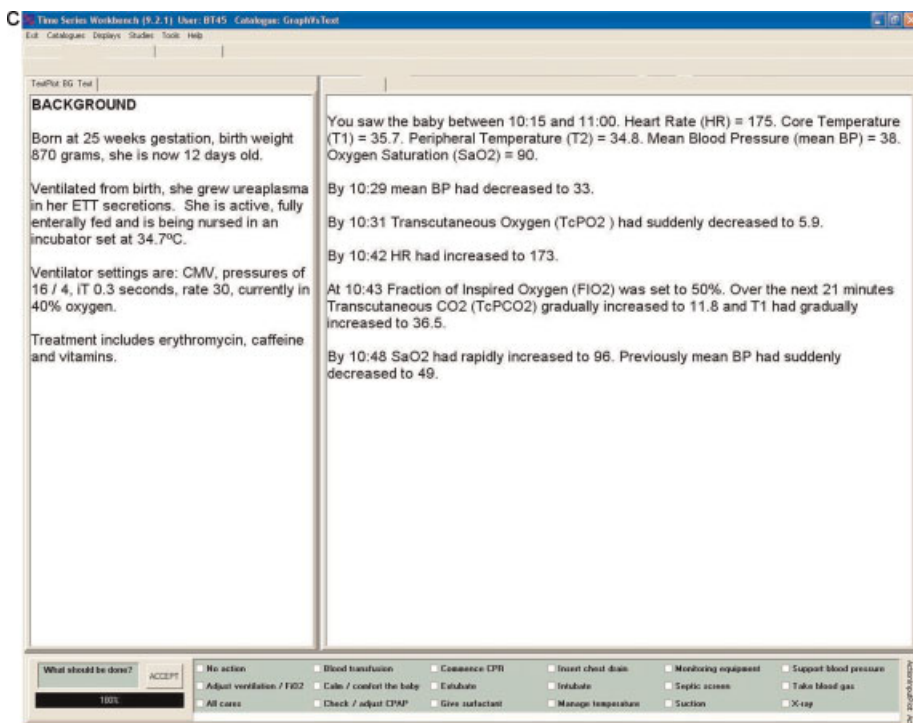 C
Time Series Workbench (9.2.1) User: BT45 Catalogue: GraphVsText
Exit Catalogues Displays Studies Tools Help
TextPlot BG Text
BACKGROUND
Born at 25 weeks gestation, birth weight
870 grams, she is now 12 days old.
Ventilated from birth, she grew ureaplasma
in her ETT secretions. She is active, fully
enterally fed and is being nursed in an
incubator set at 34.7ºC.
Ventilator settings are: CMV, pressures of
16 / 4, iT 0.3 seconds, rate 30, currently in
40% oxygen.
Treatment includes erythromycin, caffeine
and vitamins.
You saw the baby between 10:15 and 11:00. Heart Rate (HR) = 175. Core Temperature
(T1) = 35.7. Peripheral Temperature (T2) = 34.8. Mean Blood Pressure (mean BP) = 38.
Oxygen Saturation (SaO2) = 90.
By 10:29 mean BP had decreased to 33.
By 10:31 Transcutaneous Oxygen (TcPO2 ) had suddenly decreased to 5.9.
By 10:42 HR had increased to 173.
At 10:43 Fraction of Inspired Oxygen (FIO2) was set to 50%. Over the next 21 minutes
Transcutaneous CO2 (TcPCO2) gradually increased to 11.8 and T1 had gradually
increased to 36.5.
By 10:48 SaO2 had rapidly increased to 96. Previously mean BP had suddenly
decreased to 49.
What should be done? ACCEPT
100%
No action Blood transfusion Commence CPR Insert chest drain Monitoring equipment Support blood pressure
Adjust ventilation / FiO2 Calm / comfort the baby Extubate Intubate Septic screen Take blood gas
All cares Check / adjust CPAP Give surfactant Manage temperature Suction X-ray